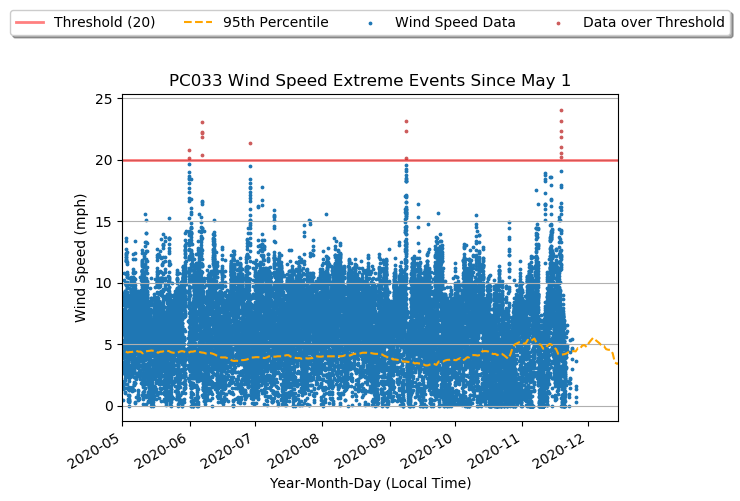 Threshold (20) 95th Percentile Wind Speed Data Data over Threshold
PC033 Wind Speed Extreme Events Since May 1
25
20
15
10
5
0
Wind Speed (mph)
2020-05 2020-06 2020-07 2020-08 2020-09 2020-10 2020-11 2020-12
Year-Month-Day (Local Time)